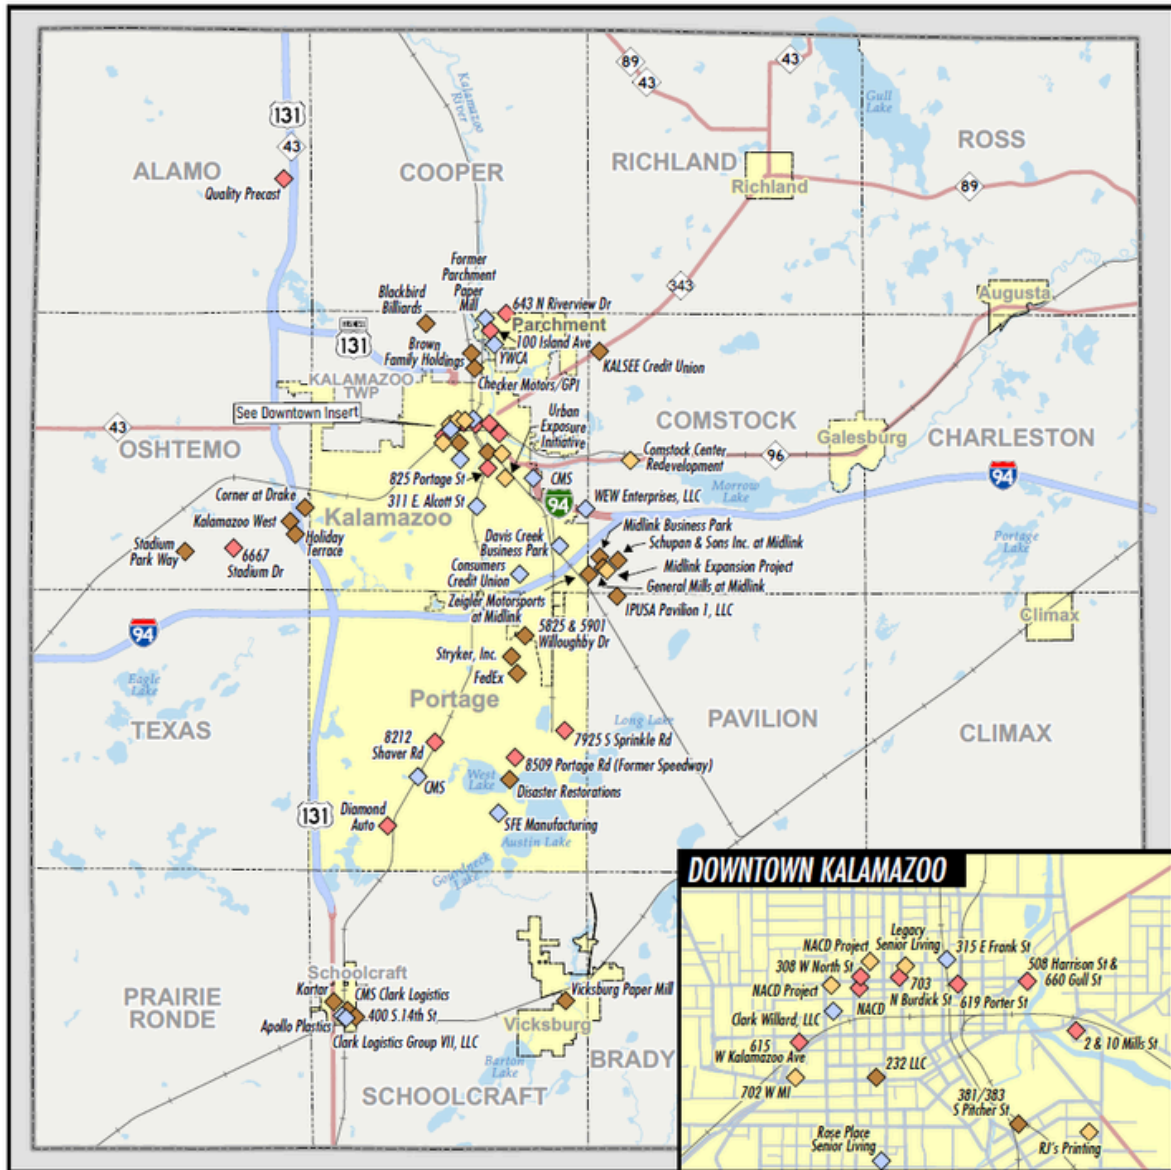 89
43
43
131
43
Kalamazoo
River
Gull
Lake
ROSS
ALAMO
COOPER
RICHLAND
Richland
89
Quality Precast
Former
Parchment
Paper
Mill
343
Augusta
Blackbird
Billiards
643 N Riverview Dr
Parchment
100 Island Ave
131
Brown
Family Holdings
YWCA
KALSEE Credit Union
Checker Motors/GPI
KALAMAZOO
TWP
See Downtown Insert
Urban
Exposure
Initiative
COMSTOCK
43
OSHTEMO
Galesburg
CHARLESTON
Comstock Center
Redevelopment
96
94
825 Portage St
CMS
Morrow
Lake
Corner at Drake
311 E. Alcott St
94
WEW Enterprises, LLC
Kalamazoo West
Kalamazoo
Midlink Business Park
Holiday
Terrace
Davis Creek
Business Park
Schupan & Sons Inc. at Midlink
Portage
Lake
Stadium
Park Way
6667
Stadium Dr
Consumers
Credit Union
Midlink Expansion Project
General Mills at Midlink
Zeigler Motorsports
at Midlink
IPUSA Pavilion 1, LLC
Climax
94
5825 & 5901
Willoughby Dr
Stryker, Inc.
FedEx
Eagle
Lake
Portage
TEXAS
Long Lake
PAVILION
CLIMAX
8212
Shaver Rd
7925 S Sprinkle Rd
8509 Portage Rd (Former Speedway)
West
Lake
CMS
Disaster Restorations
131
Diamond
Auto
SFE Manufacturing
Austin Lake
Gourdneck
Lake
DOWNTOWN KALAMAZOO
Schoolcraft
Kartar
CMS Clark Logistics
Vicksburg Paper Mill
PRAIRIE
RONDE
400 S.14th St
Apollo Plastics
Vicksburg
Clark Logistics Group VII, LLC
BRADY
Barton
Lake
SCHOOLCRAFT
NACD Project
Legacy
Senior Living
315 E Frank St
308 W North St
508 Harrison St &
660 Gull St
NACD Project
703
N Burdick St
NACD
619 Porter St
Clark Willard, LLC
615
W Kalamazoo Ave
2 & 10 Mills St
232 LLC
702 W MI
381/383
S Pitcher St
Rose Place
Senior Living
RJ's Printing